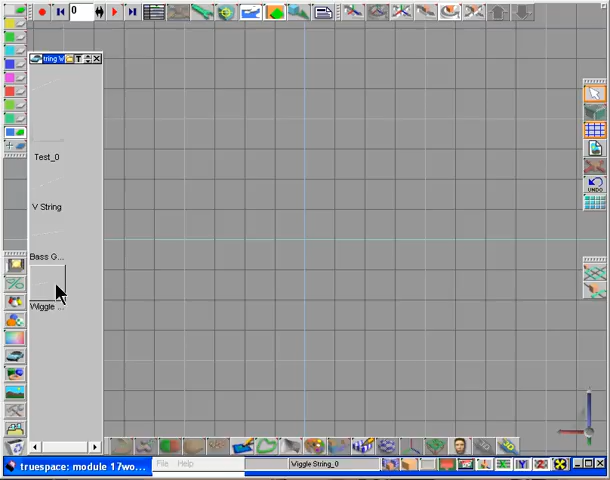 0
tring W
T
Test_0
V String
Bass G...
Wiggle ...
UNDO
truespace: module 17wo...
File Help
Wiggle String_0